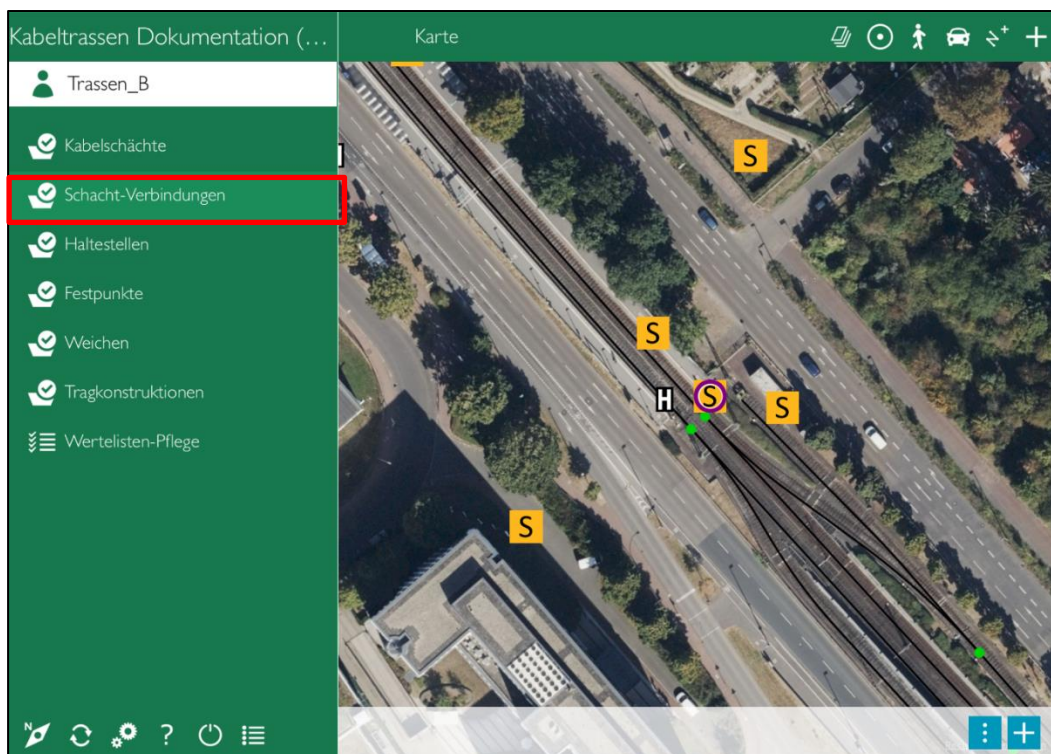 Kabeltrassen Dokumentation (...
Karte
Trassen_B
Kabelschächte
Schacht-Verbindungen
Haltestellen
Festpunkte
Weichen
Tragkonstruktionen
Wertelisten-Pflege
S
S
H
S
S
S
N
?